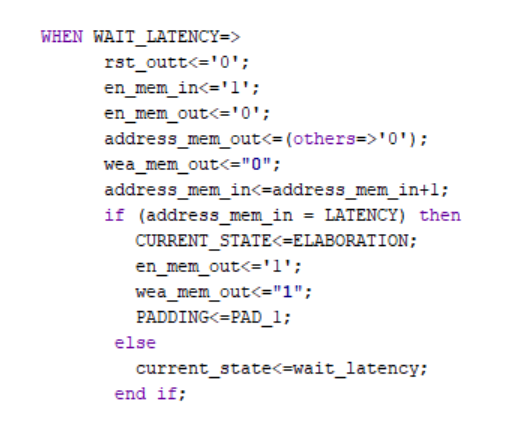 WHEN WAIT_LATENCY=>
rst_outt<='0';
en_mem_in<='1';
en_mem_out<='0';
address_mem_out<=(others=>'0');
wea_mem_out<="0";
address_mem_in<=address_mem_in+1;
if (address_mem_in = LATENCY) then
CURRENT_STATE<=ELABORATION;
en_mem_out<='1';
wea_mem_out<="1";
PADDING<=PAD_1;
else
current_state<=wait_latency;
end if;